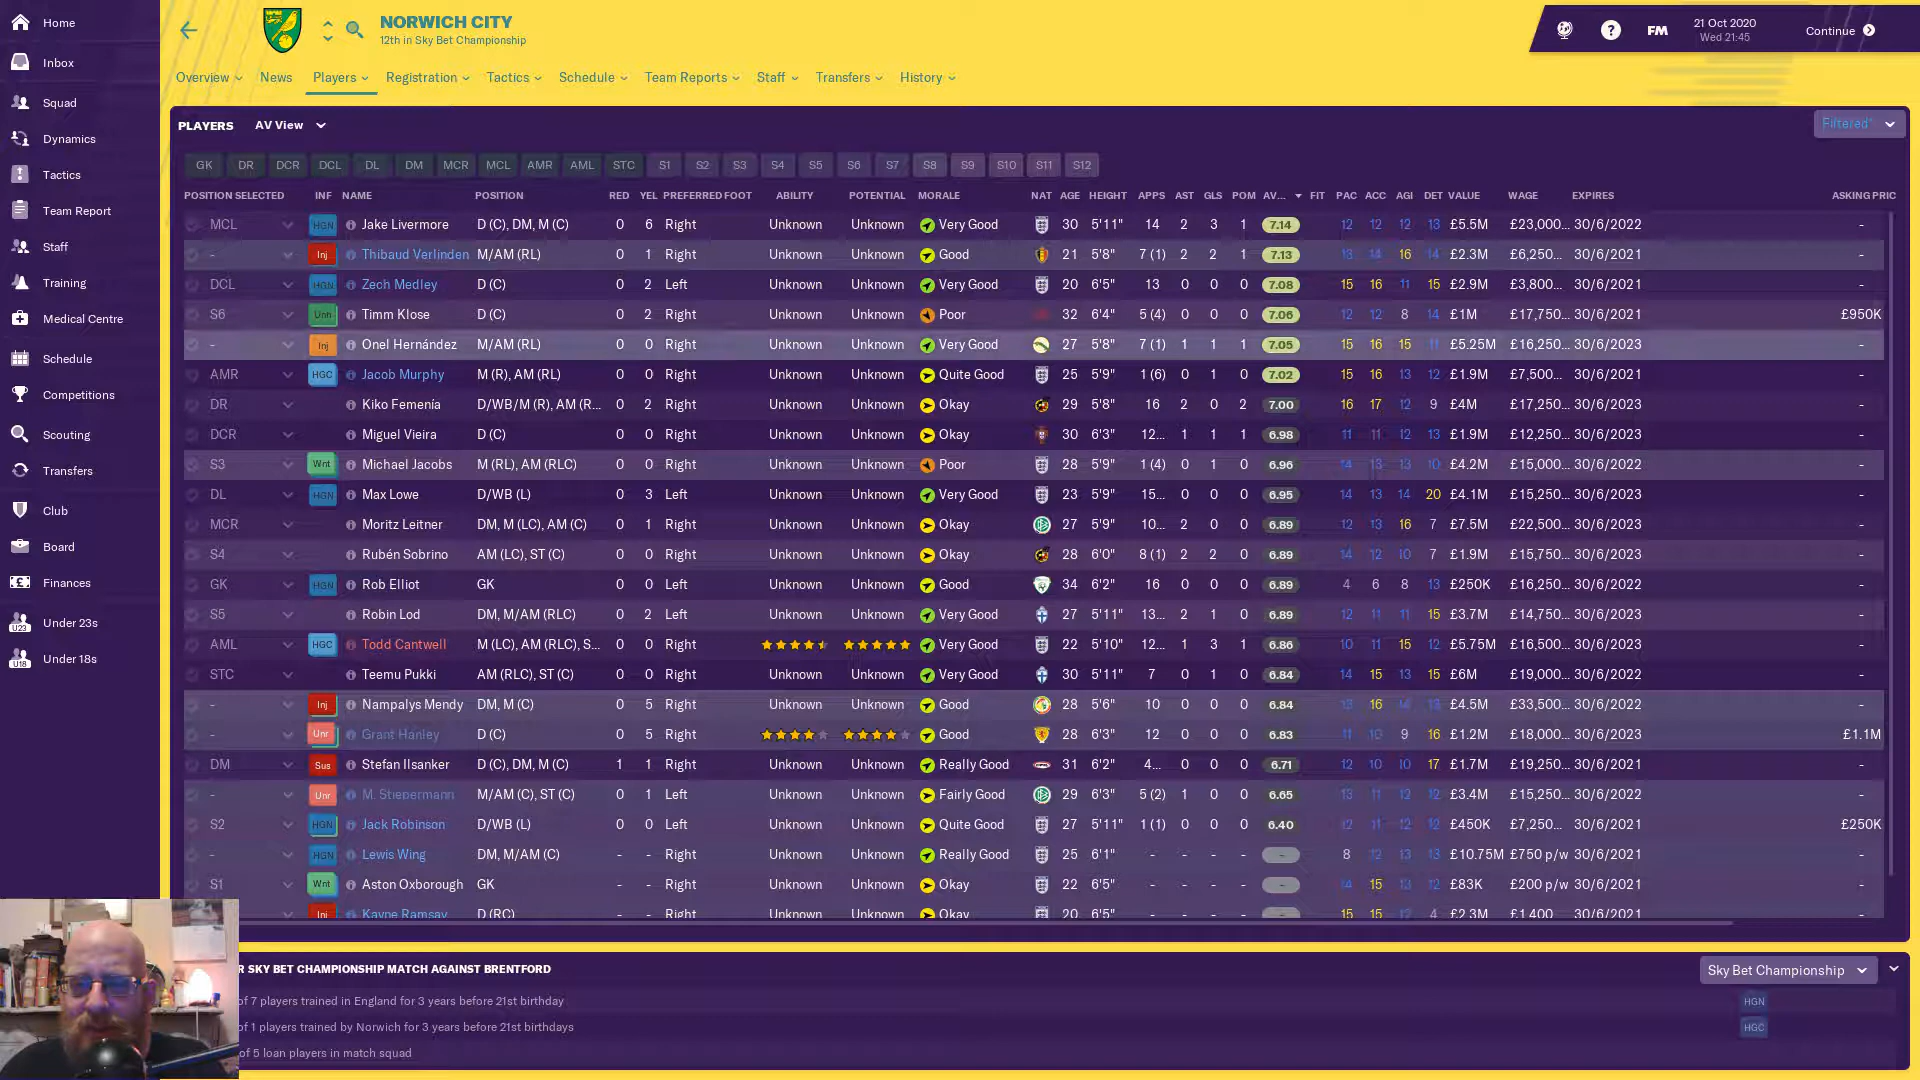 Home
Inbox
Squad
Dynamics
Tactics
Team Report
Staff
Training
Medical Centre
Schedule
Competitions
Scouting
Transfers
Club
Board
Finances
U23 Under 23s
U18 Under 18s
NORWICH CITY
12th in Sky Bet Championship
? FM 21 Oct 2020 Wed 21:45 Continue
Overview News Players Registration Tactics Schedule Team Reports Staff Transfers History
PLAYERS AV View Filtered*
GK DR DCR DCL DL DM MCR MCL AMR AML STC S1 S2 S3 S4 S5 S6 S7 S8 S9 S10 S11 S12
POSITION SELECTED INF NAME POSITION RED YEL PREFERRED FOOT ABILITY POTENTIAL MORALE NAT AGE HEIGHT APPS AST GLS POM AV... FIT PAC ACC AGI DET VALUE WAGE EXPIRES ASKING PRIC
MCL HGN Jake Livermore D (C), DM, M (C) 0 6 Right Unknown Unknown Very Good 30 5'11" 14 2 3 1 7.14 12 12 12 13 £5.5M £23,000... 30/6/2022 -
- Inj Thibaud Verlinden M/AM (RL) 0 1 Right Unknown Unknown Good 21 5'8" 7 (1) 2 2 1 7.13 13 14 16 14 £2.3M £6,250... 30/6/2021 -
DCL HGN Zech Medley D (C) 0 2 Left Unknown Unknown Very Good 20 6'5" 13 0 0 0 7.08 15 16 11 15 £2.9M £3,800... 30/6/2021 -
S6 Unh Timm Klose D (C) 0 2 Right Unknown Unknown Poor 32 6'4" 5 (4) 0 0 0 7.06 12 12 8 14 £1M £17,750... 30/6/2021 £950K
- Inj Onel Hernández M/AM (RL) 0 0 Right Unknown Unknown Very Good 27 5'8" 7 (1) 1 1 1 7.05 15 16 15 11 £5.25M £16,250... 30/6/2023 -
AMR HGC Jacob Murphy M (R), AM (RL) 0 0 Right Unknown Unknown Quite Good 25 5'9" 1 (6) 0 1 0 7.02 15 16 13 12 £1.9M £7,500... 30/6/2021 -
DR Kiko Femenía D/WB/M (R), AM (R... 0 2 Right Unknown Unknown Okay 29 5'8" 16 2 0 2 7.00 16 17 12 9 £4M £17,250... 30/6/2023 -
DCR Miguel Vieira D (C) 0 0 Right Unknown Unknown Okay 30 6'3" 12... 1 1 1 6.98 11 11 12 13 £1.9M £12,250... 30/6/2021 -
S3 Wnt Michael Jacobs M (RL), AM (RLC) 0 0 Right Unknown Unknown Poor 28 5'9" 1 (4) 0 1 0 6.96 14 13 13 10 £4.2M £15,000... 30/6/2022 -
DL HGN Max Lowe D/WB (L) 0 3 Left Unknown Unknown Very Good 23 5'9" 15... 0 0 0 6.95 14 13 14 20 £4.1M £15,250... 30/6/2023 -
MCR Moritz Leitner DM, M (LC), AM (C) 0 1 Right Unknown Unknown Okay 27 5'9" 10... 2 0 0 6.89 12 13 16 7 £7.5M £22,500... 30/6/2023 -
S4 Rubén Sobrino AM (LC), ST (C) 0 0 Right Unknown Unknown Okay 28 6'0" 8 (1) 2 2 0 6.89 14 12 10 7 £1.9M £15,750... 30/6/2023 -
GK HGN Rob Elliot GK 0 0 Left Unknown Unknown Good 34 6'2" 16 0 0 0 6.89 4 6 8 13 £250K £16,250... 30/6/2022 -
S5 Robin Lod DM, M/AM (RLC) 0 2 Left Unknown Unknown Very Good 27 5'11" 13... 2 1 0 6.89 12 11 11 15 £3.7M £14,750... 30/6/2023 -
AML HGC Todd Cantwell M (LC), AM (RLC), S... 0 0 Right Very Good 22 5'10" 12... 1 3 1 6.86 10 11 15 12 £5.75M £16,500... 30/6/2023 -
STC Teemu Pukki AM (RLC), ST (C) 0 0 Right Unknown Unknown Very Good 30 5'11" 7 0 1 0 6.84 14 15 13 15 £6M £19,000... 30/6/2022 -
- Inj Nampalys Mendy DM, M (C) 0 5 Right Unknown Unknown Good 28 5'6" 10 0 0 0 6.84 13 16 14 13 £4.5M £33,500... 30/6/2022 -
- Unr Grant Hanley D (C) 0 5 Right Good 28 6'3" 12 0 0 0 6.83 11 10 9 16 £1.2M £18,000... 30/6/2023 £1.1M
DM Sus Stefan Ilsanker D (C), DM, M (C) 1 1 Right Unknown Unknown Really Good 31 6'2" 4... 0 0 0 6.71 12 10 10 17 £1.7M £19,250... 30/6/2021 -
- Unr M. Stiepermann M/AM (C), ST (C) 0 1 Left Unknown Unknown Fairly Good 29 6'3" 5 (2) 1 0 0 6.65 13 11 12 12 £3.4M £15,250... 30/6/2022 -
S2 HGN Jack Robinson D/WB (L) 0 0 Left Unknown Unknown Quite Good 27 5'11" 1 (1) 0 0 0 6.40 12 11 12 12 £450K £7,250... 30/6/2021 £250K
- HGN Lewis Wing DM, M/AM (C) - - Right Unknown Unknown Really Good 25 6'1" - - - - - 8 12 13 13 £10.75M £750 p/w 30/6/2021 -
S1 Wnt Aston Oxborough GK - - Right Unknown Unknown Okay 22 6'5" - - - - - 14 15 13 12 £83K £200 p/w 30/6/2021 -
- Inj Kayne Ramsay D (RC) - - Right Unknown Unknown Okay 20 6'5" - - - - - 15 15 12 4 £2.3M £1,400 30/6/2021 -
R SKY BET CHAMPIONSHIP MATCH AGAINST BRENTFORD Sky Bet Championship
of 7 players trained in England for 3 years before 21st birthday HGN
of 1 players trained by Norwich for 3 years before 21st birthdays HGC
of 5 loan players in match squad